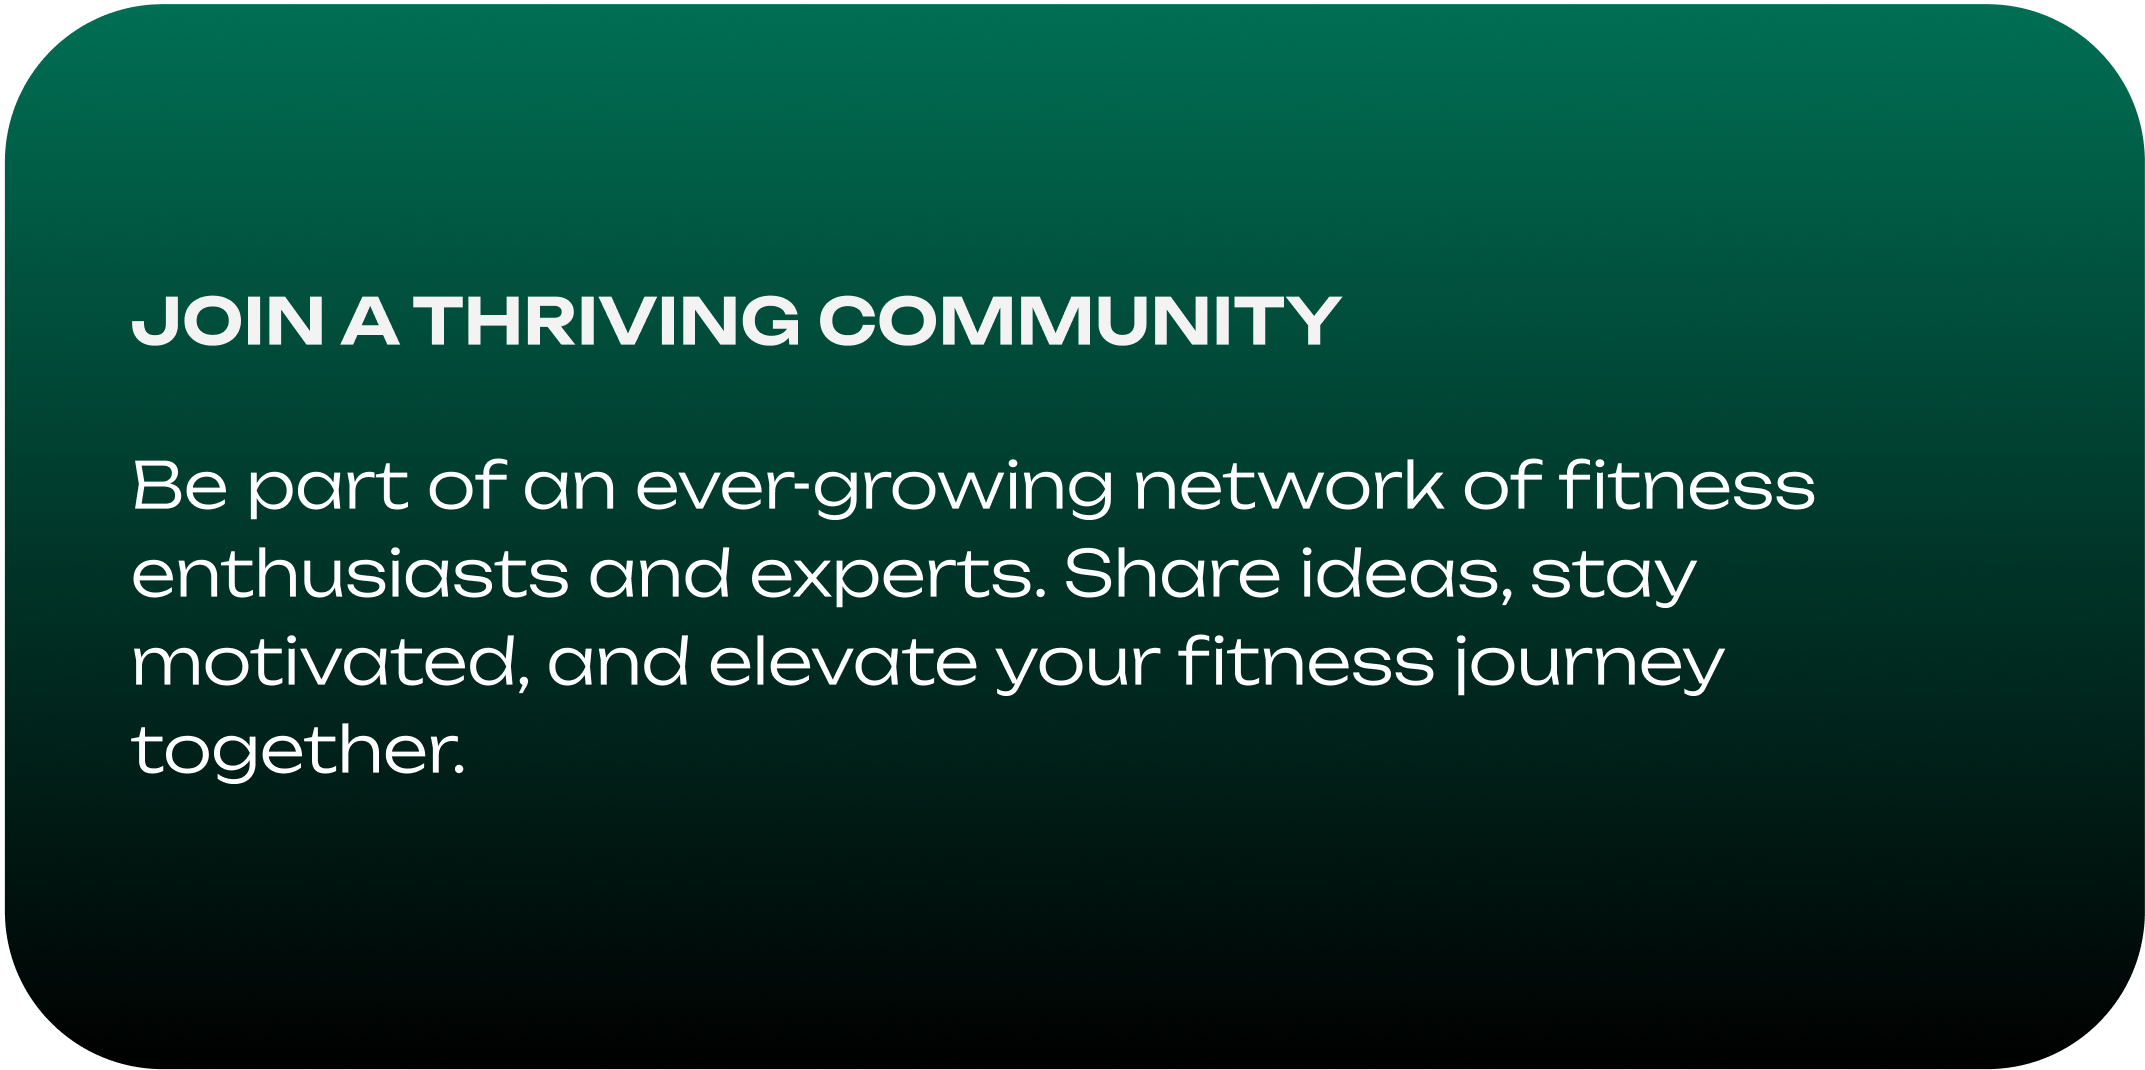 JOIN A THRIVING COMMUNITY
Be part of an ever-growing network of fitness
enthusiasts and experts. Share ideas, stay
motivated, and elevate your fitness journey
together.